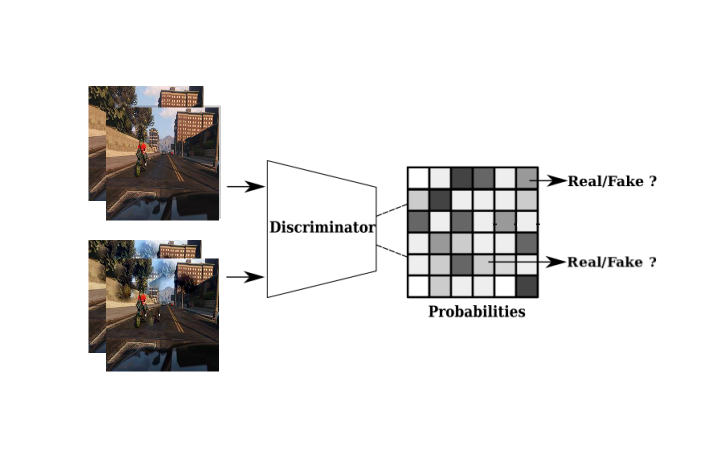 Real/Fake ?
Discriminator
Real/Fake ?
Probabilities